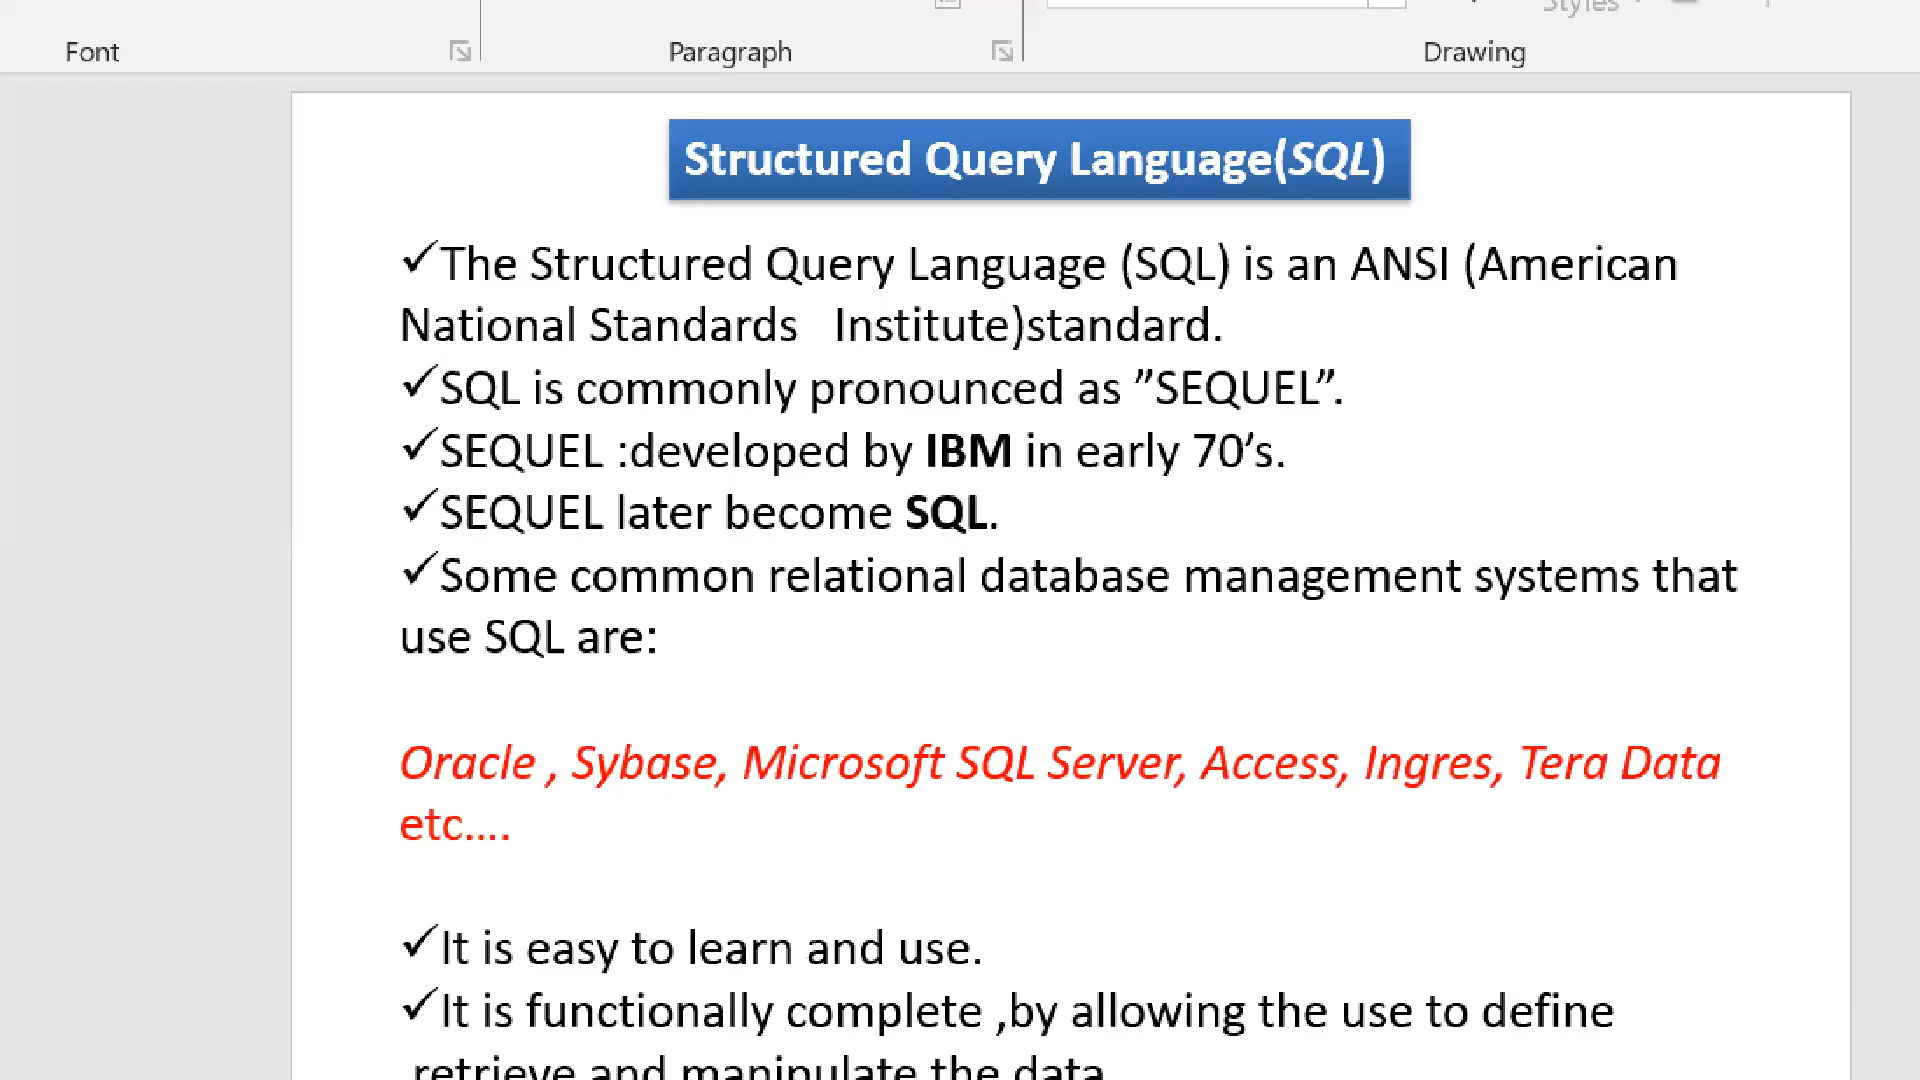 Styles
Font
Paragraph
Drawing
Structured Query Language(SQL)
✓The Structured Query Language (SQL) is an ANSI (American
National Standards   Institute)standard.
✓SQL is commonly pronounced as ”SEQUEL”.
✓SEQUEL :developed by IBM in early 70’s.
✓SEQUEL later become SQL.
✓Some common relational database management systems that
use SQL are:
Oracle , Sybase, Microsoft SQL Server, Access, Ingres, Tera Data
etc....
✓It is easy to learn and use.
✓It is functionally complete ,by allowing the use to define
retrieve and manipulate the data